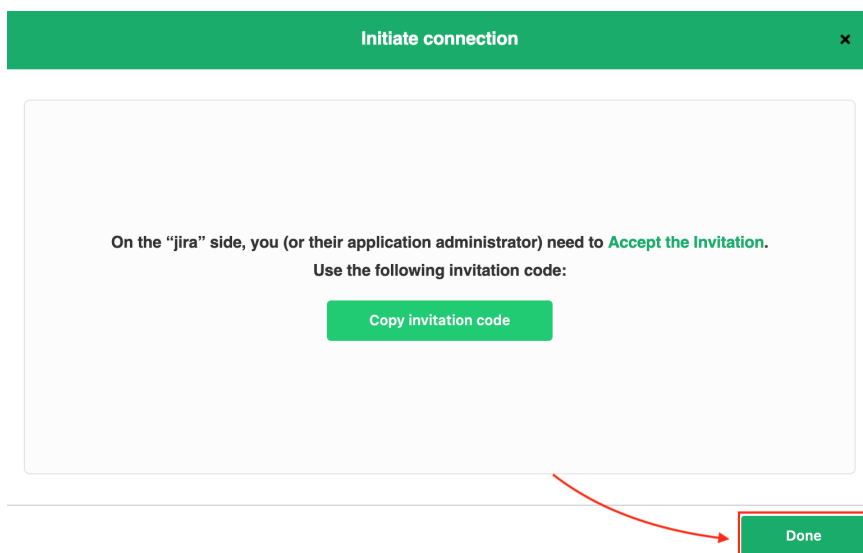 Initiate connection
×
On the “jira” side, you (or their application administrator) need to Accept the Invitation.
Use the following invitation code:
Copy invitation code
Done